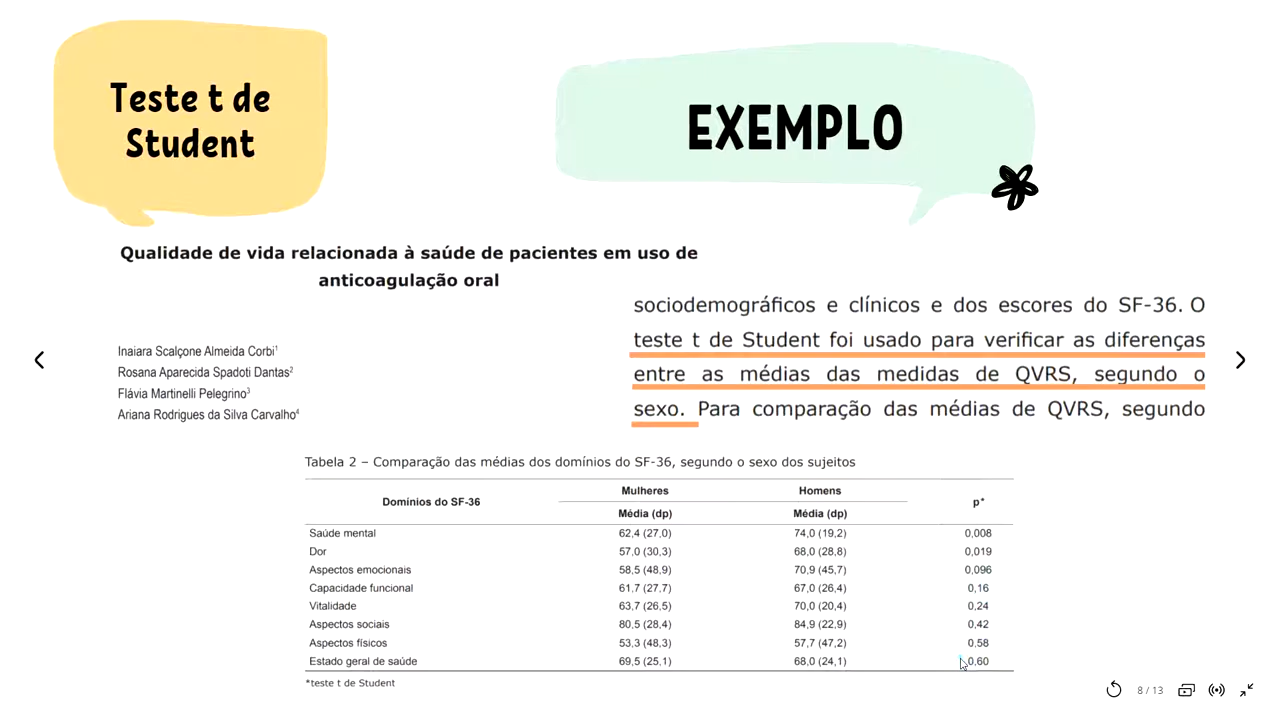 Teste t de
Student
EXEMPLO
Qualidade de vida relacionada à saúde de pacientes em uso de
anticoagulação oral
Inaiara Scalçone Almeida Corbi¹
Rosana Aparecida Spadoti Dantas²
Flávia Martinelli Pelegrino³
Ariana Rodrigues da Silva Carvalho⁴
sociodemográficos e clínicos e dos escores do SF-36. O
teste t de Student foi usado para verificar as diferenças
entre as médias das medidas de QVRS, segundo o
sexo. Para comparação das médias de QVRS, segundo
Tabela 2 – Comparação das médias dos domínios do SF-36, segundo o sexo dos sujeitos
Domínios do SF-36 Mulheres Homens p*
Média (dp) Média (dp)
Saúde mental 62,4 (27,0) 74,0 (19,2) 0,008
Dor 57,0 (30,3) 68,0 (28,8) 0,019
Aspectos emocionais 58,5 (48,9) 70,9 (45,7) 0,096
Capacidade funcional 61,7 (27,7) 67,0 (26,4) 0,16
Vitalidade 63,7 (26,5) 70,0 (20,4) 0,24
Aspectos sociais 80,5 (28,4) 84,9 (22,9) 0,42
Aspectos físicos 53,3 (48,3) 57,7 (47,2) 0,58
Estado geral de saúde 69,5 (25,1) 68,0 (24,1) 0,60
*teste t de Student
8 / 13